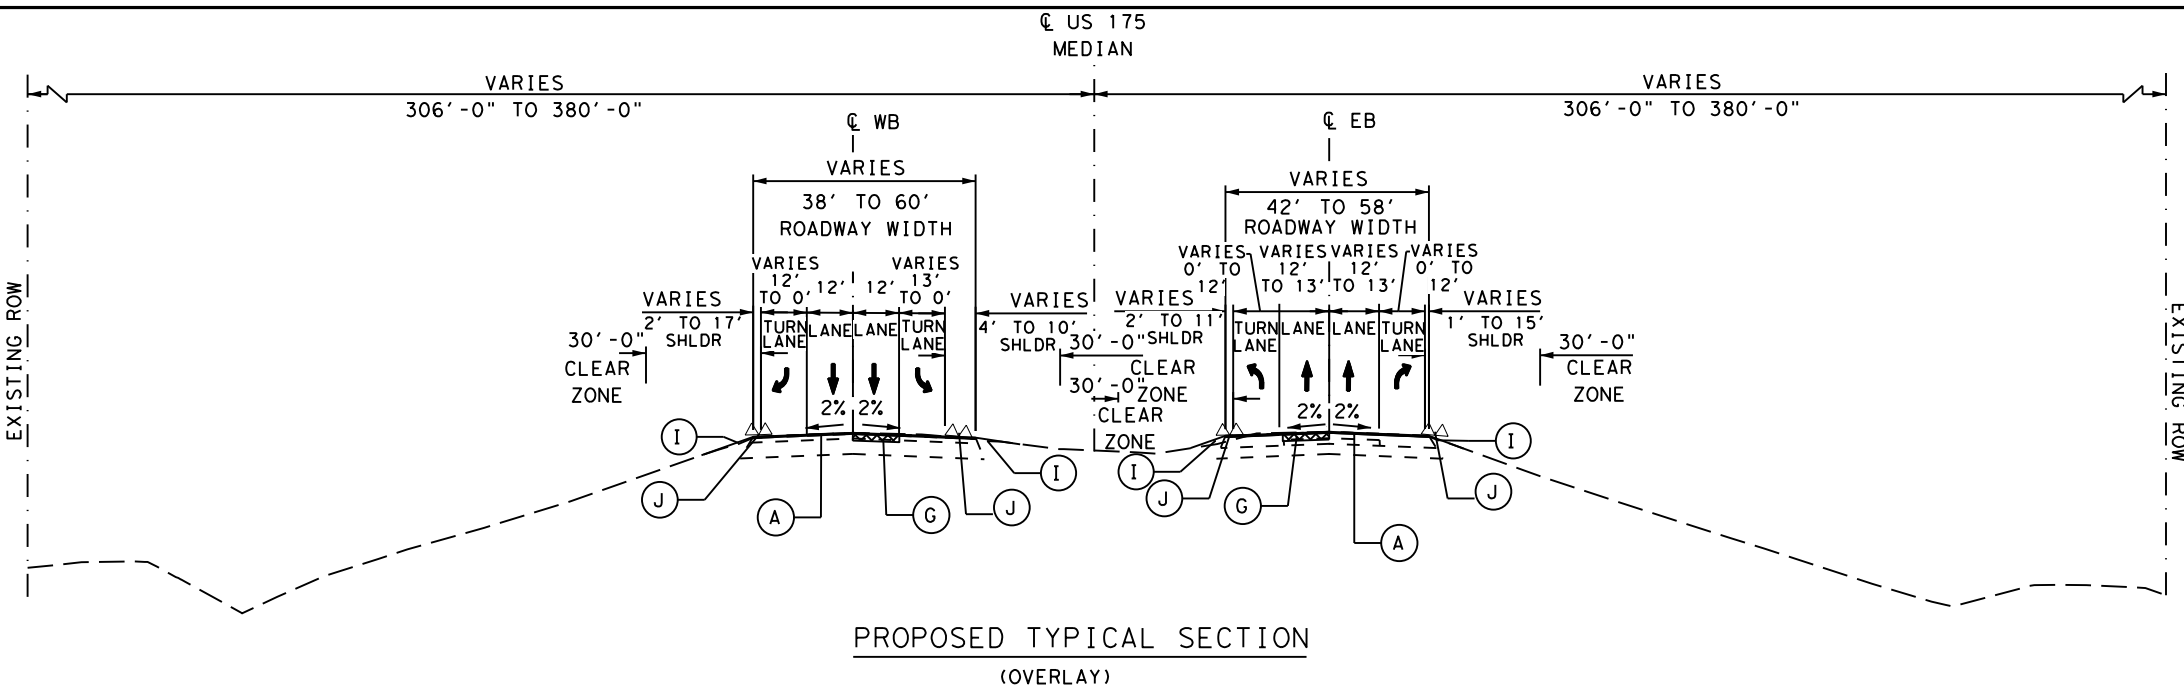 ℄ US 175
MEDIAN
VARIES
306'-0" TO 380'-0"
VARIES
306'-0" TO 380'-0"
℄ WB
VARIES
38' TO 60'
ROADWAY WIDTH
VARIES
12'
TO 0'
12'
12'
VARIES
13'
TO 0'
VARIES
2' TO 17'
SHLDR
TURN
LANE
LANE
LANE
TURN
LANE
VARIES
4' TO 10'
SHLDR
30'-0"
CLEAR
ZONE
30'-0"
CLEAR
ZONE
2%
2%
℄ EB
VARIES
42' TO 58'
ROADWAY WIDTH
VARIES
0' TO
12'
VARIES
12'
TO 13'
VARIES
12'
TO 13'
VARIES
0' TO
12'
VARIES
2' TO 11'
SHLDR
TURN
LANE
LANE
LANE
TURN
LANE
VARIES
1' TO 15'
SHLDR
30'-0"
CLEAR
ZONE
30'-0"
CLEAR
ZONE
2%
2%
EXISTING ROW
EXISTING ROW
I
J
A
G
J
I
I
J
G
A
J
I
PROPOSED TYPICAL SECTION
(OVERLAY)